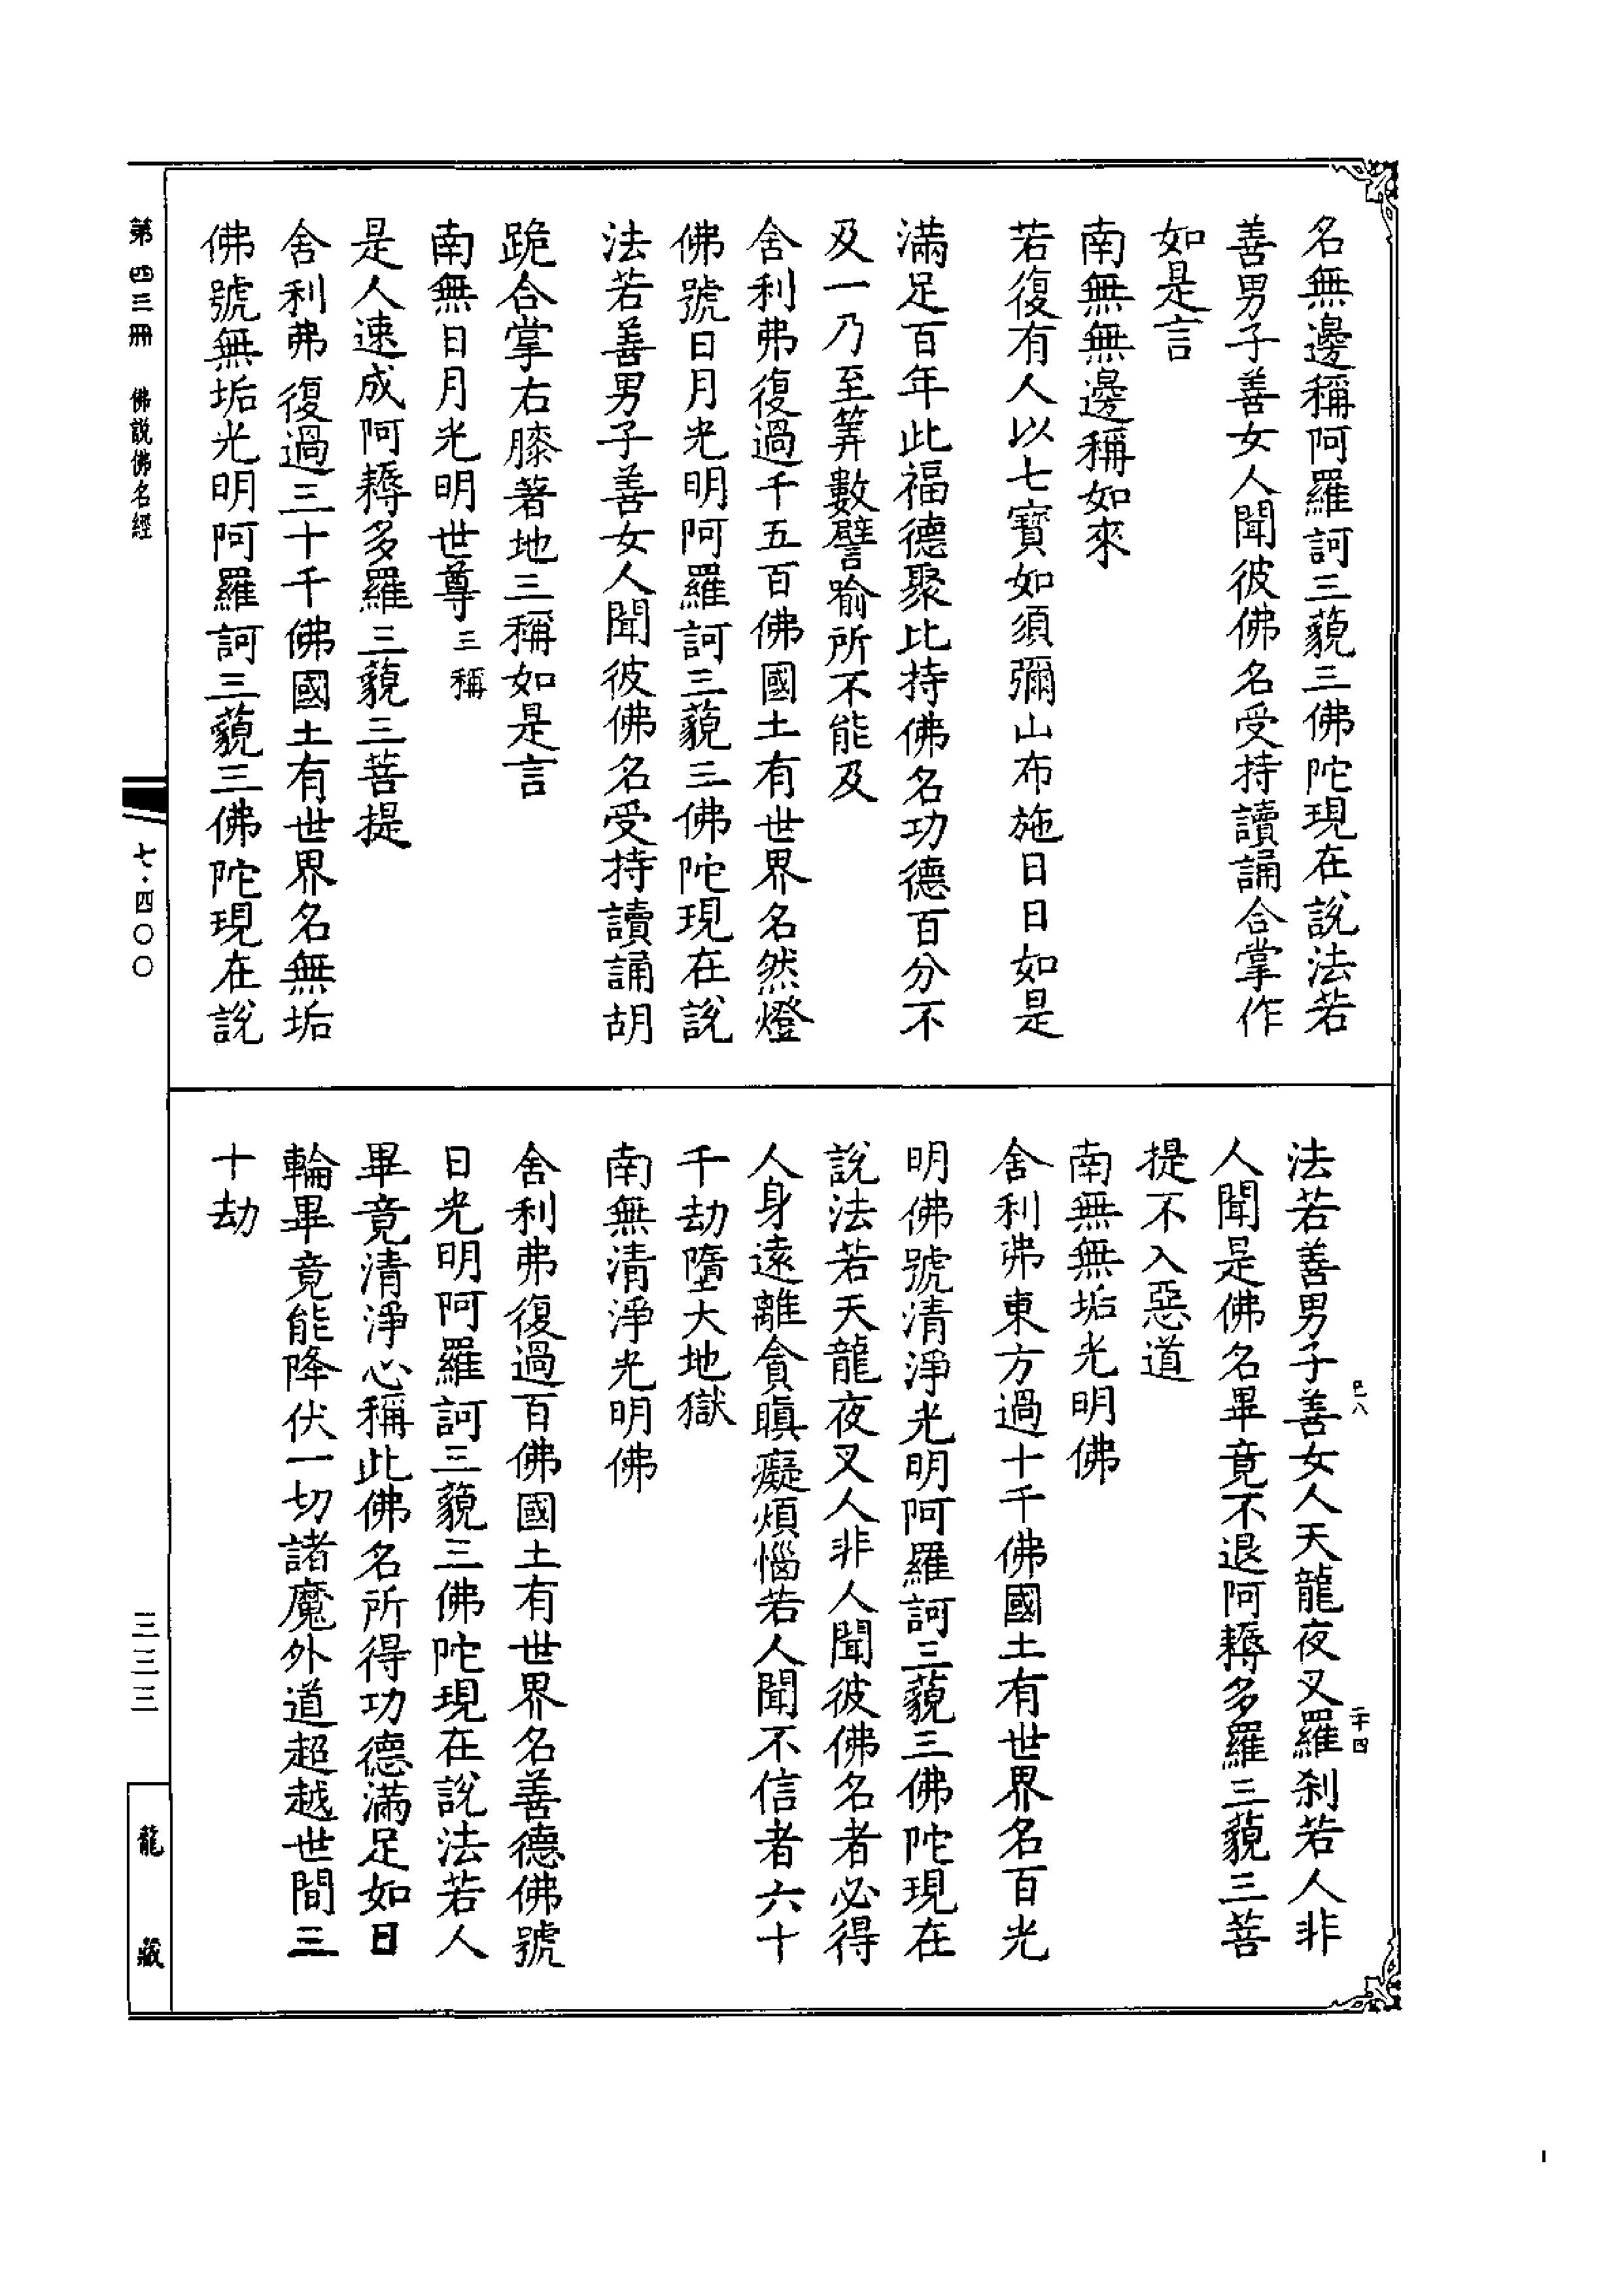 名無邊稱阿羅訶三藐三佛陀現在說法若
善男子善女人聞彼佛名受持讀誦合掌作
如是言
南無無邊稱如來
若復有人以七寶如須彌山布施日日如是
滿足百年此福德聚比持佛名功德百分不
及一乃至筭數譬喻所不能及
舍利弗復過千五百佛國土有世界名然燈
佛號日月光明阿羅訶三藐三佛陀現在說
法若善男子善女人聞彼佛名受持讀誦胡
跪合掌右膝著地三稱如是言
南無日月光明世尊三稱
是人速成阿耨多羅三藐三菩提
舍利弗復過三十千佛國土有世界名無垢
佛號無垢光明阿羅訶三藐三佛陀現在說
法若善男子善女人天龍夜叉羅刹若人非
人聞是佛名畢竟不退阿耨多羅三藐三菩
提不入惡道
南無無垢光明佛
舍利弗東方過十千佛國土有世界名百光
明佛號清淨光明阿羅訶三藐三佛陀現在
說法若天龍夜叉人非人聞彼佛名者必得
人身遠離貪瞋癡煩惱若人聞不信者六十
千劫墮大地獄
南無清淨光明佛
舍利弗復過百佛國土有世界名善德佛號
日光明阿羅訶三藐三佛陀現在說法若人
畢竟清淨心稱此佛名所得功德滿足如日
輪畢竟能降伏一切諸魔外道超越世間三
十劫
第四三冊 佛說佛名經
七·四〇〇
三三三
龍藏